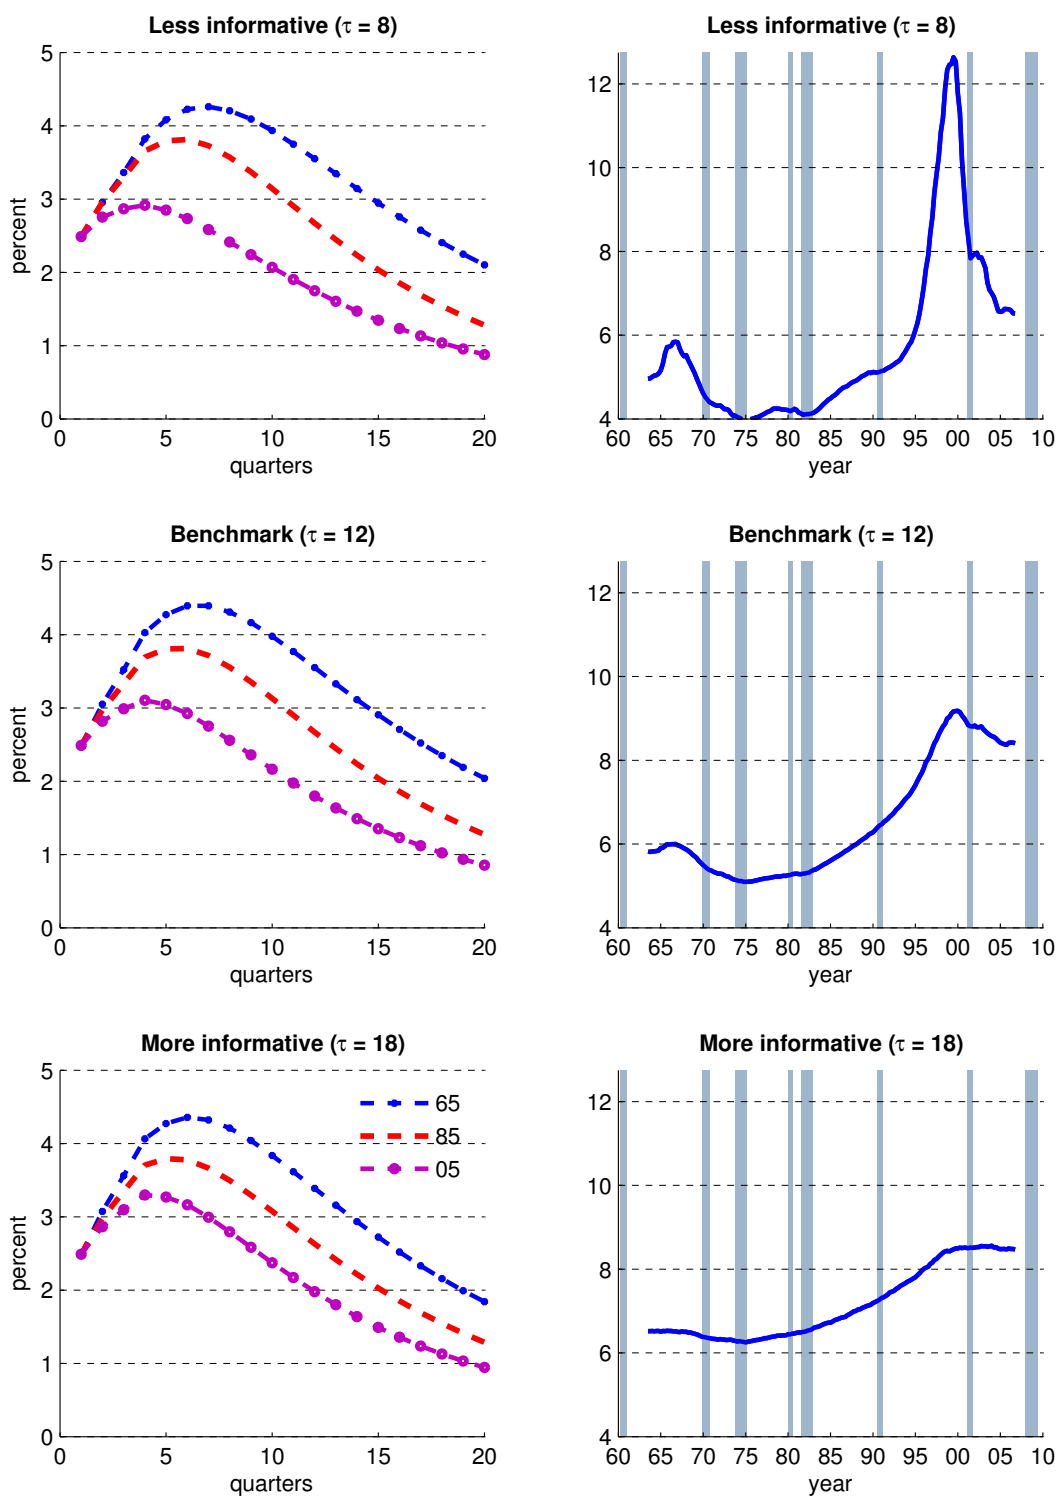 Less informative (τ = 8)
5
4
3
2
1
0
percent
0 5 10 15 20
quarters
Less informative (τ = 8)
12
10
8
6
4
60 65 70 75 80 85 90 95 00 05 10
year
Benchmark (τ = 12)
5
4
3
2
1
0
percent
0 5 10 15 20
quarters
Benchmark (τ = 12)
12
10
8
6
4
60 65 70 75 80 85 90 95 00 05 10
year
More informative (τ = 18)
5
4
3
2
1
0
percent
65
85
05
0 5 10 15 20
quarters
More informative (τ = 18)
12
10
8
6
4
60 65 70 75 80 85 90 95 00 05 10
year